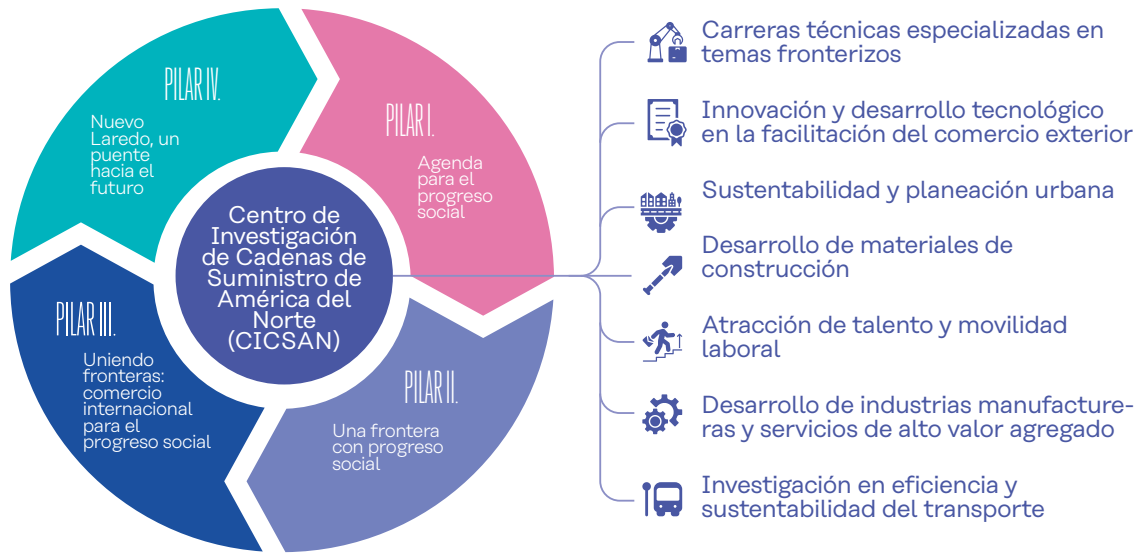 PILAR IV.
Nuevo
Laredo, un
puente
hacia el
futuro
PILAR I.
Agenda
para el
progreso
social
Centro de
Investigación
de Cadenas de
Suministro de
América del
Norte
(CICSAN)
PILAR III.
Uniendo
fronteras:
comercio
internacional
para el
progreso social
PILAR II.
Una frontera
con progreso
social
Carreras técnicas especializadas en
temas fronterizos
Innovación y desarrollo tecnológico
en la facilitación del comercio exterior
Sustentabilidad y planeación urbana
Desarrollo de materiales de
construcción
Atracción de talento y movilidad
laboral
Desarrollo de industrias manufacture-
ras y servicios de alto valor agregado
Investigación en eficiencia y
sustentabilidad del transporte